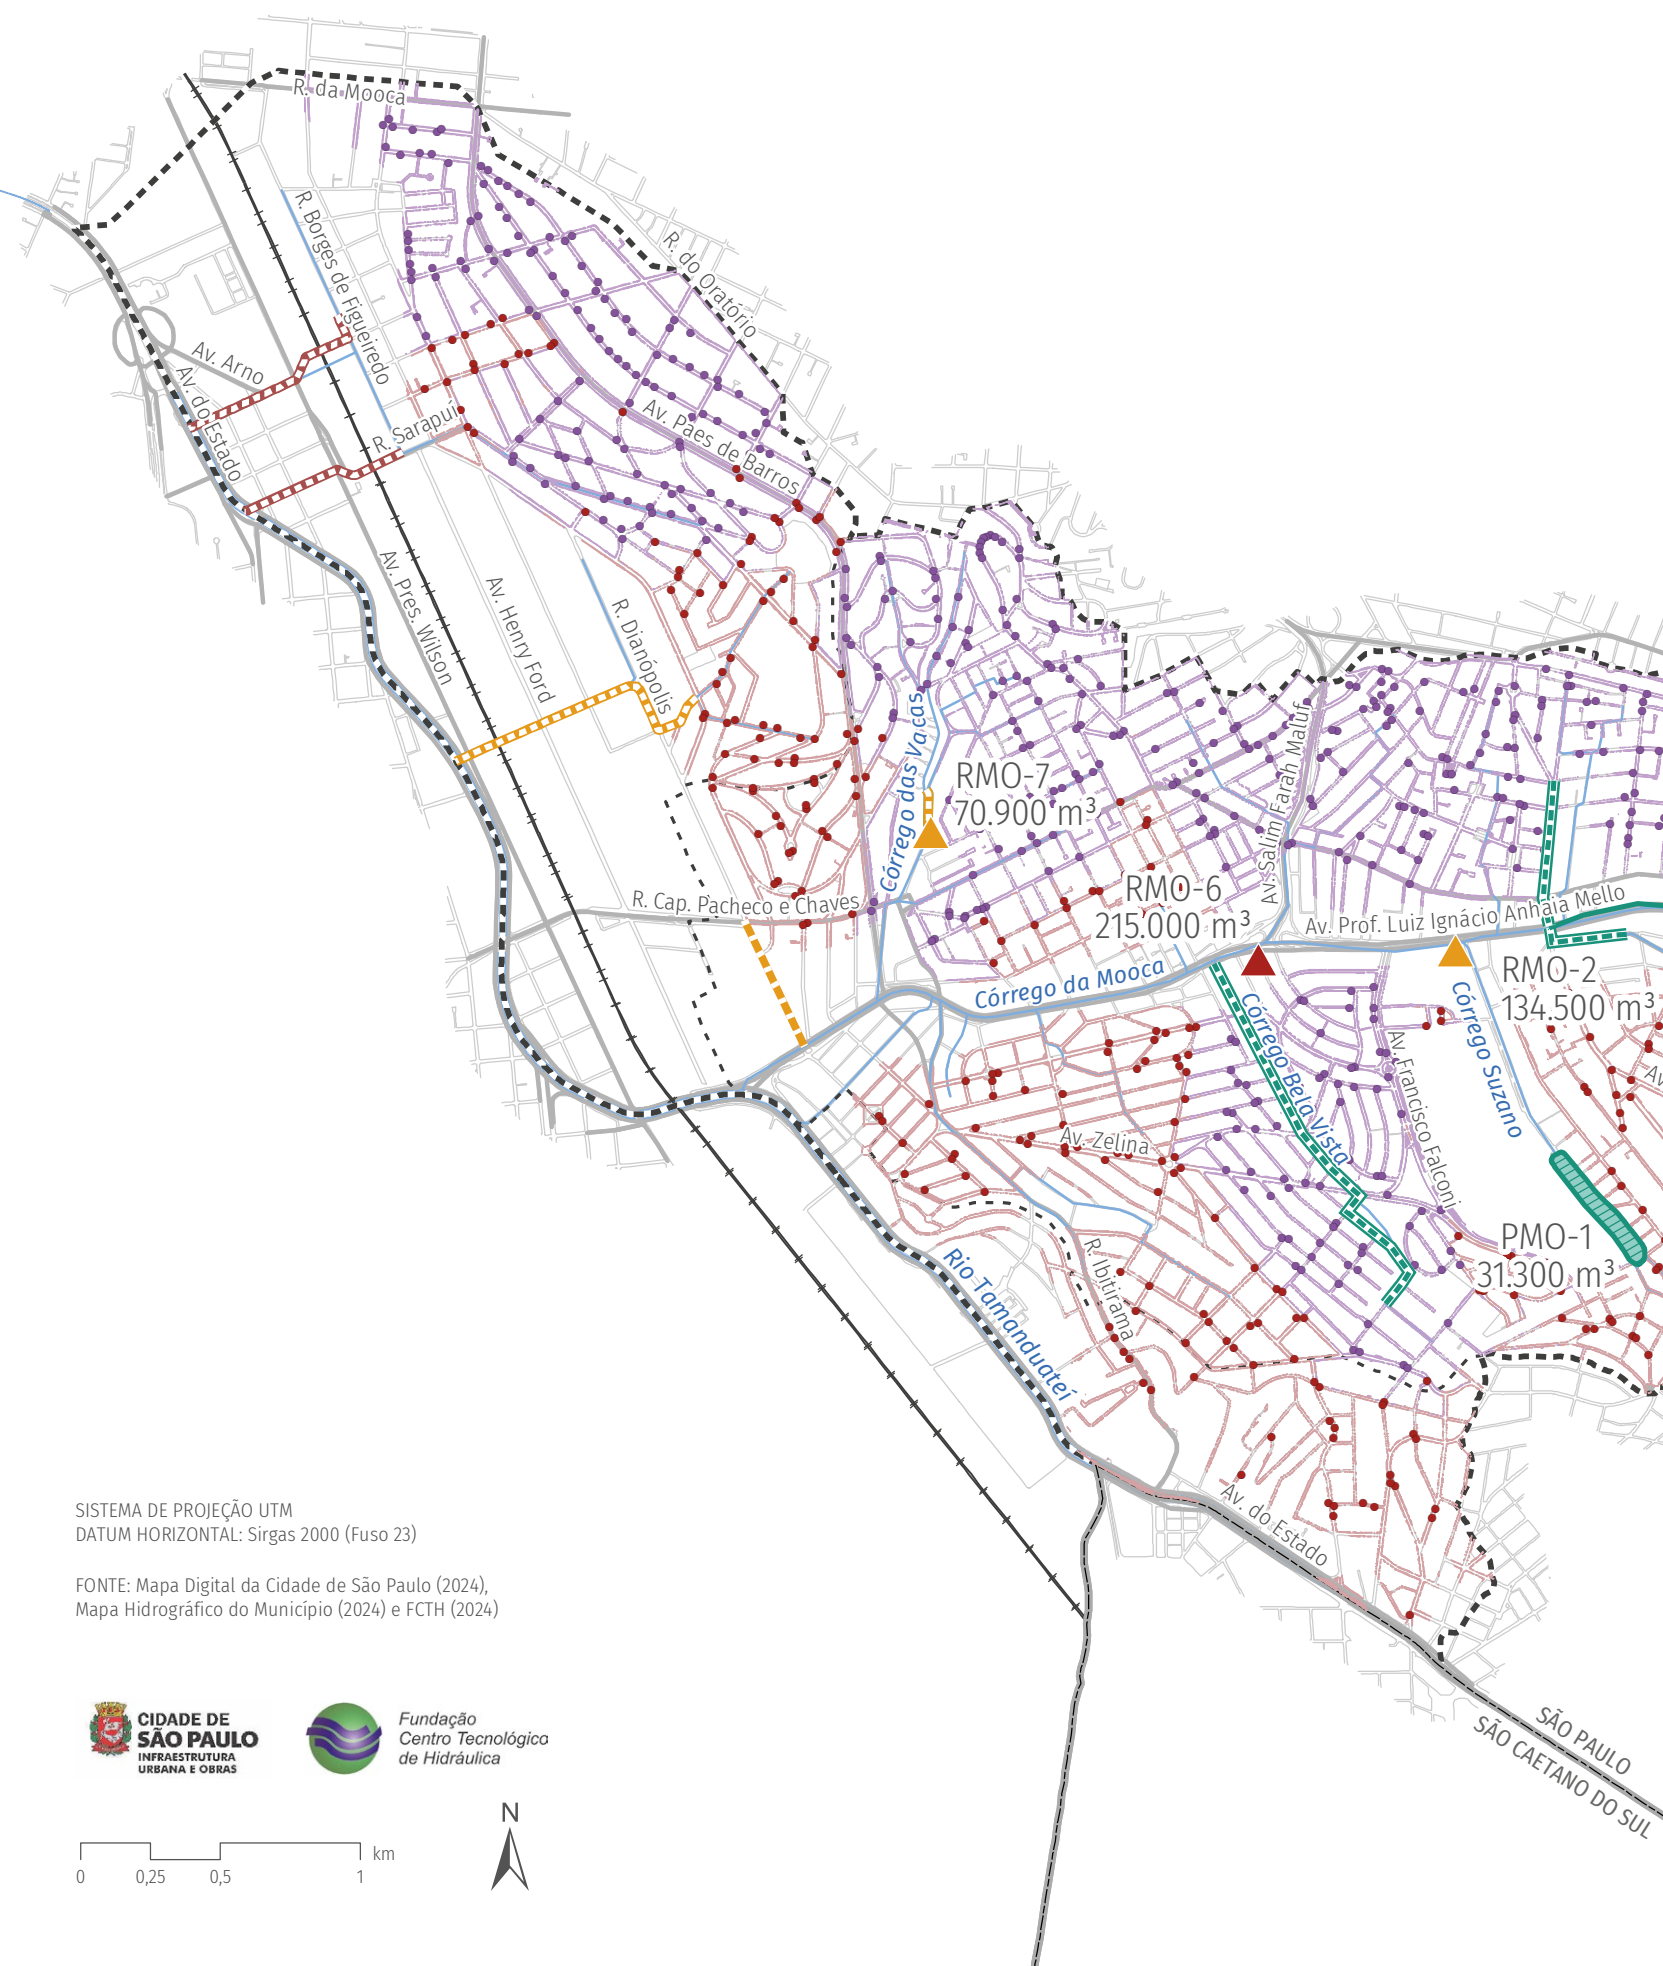 R. da Mooca
R. do Oratório
R. Borges de Figueiredo
Av. Arno
Av. do Estado
R. Sarapuí
Av. Paes de Barros
Av. Pres. Wilson
Av. Henry Ford
R. Dianópolis
Córrego das Vacas
RMO-7
70.900 m³
Av. Salim Farah Maluf
R. Cap. Pacheco e Chaves
RMO-6
215.000 m³
Av. Prof. Luiz Ignácio Anhaia Mello
Córrego da Mooca
RMO-2
134.500 m³
Córrego Bela Vista
Córrego Suzano
Av. Francisco Falconi
Av
Av. Zelina
PMO-1
31.300 m³
R. Ibitirama
Rio Tamanduateí
Av. do Estado
SÃO PAULO
SÃO CAETANO DO SUL
SISTEMA DE PROJEÇÃO UTM
DATUM HORIZONTAL: Sirgas 2000 (Fuso 23)
FONTE: Mapa Digital da Cidade de São Paulo (2024),
Mapa Hidrográfico do Município (2024) e FCTH (2024)
CIDADE DE
SÃO PAULO
INFRAESTRUTURA
URBANA E OBRAS
Fundação
Centro Tecnológico
de Hidráulica
N
km
0 0,25 0,5 1